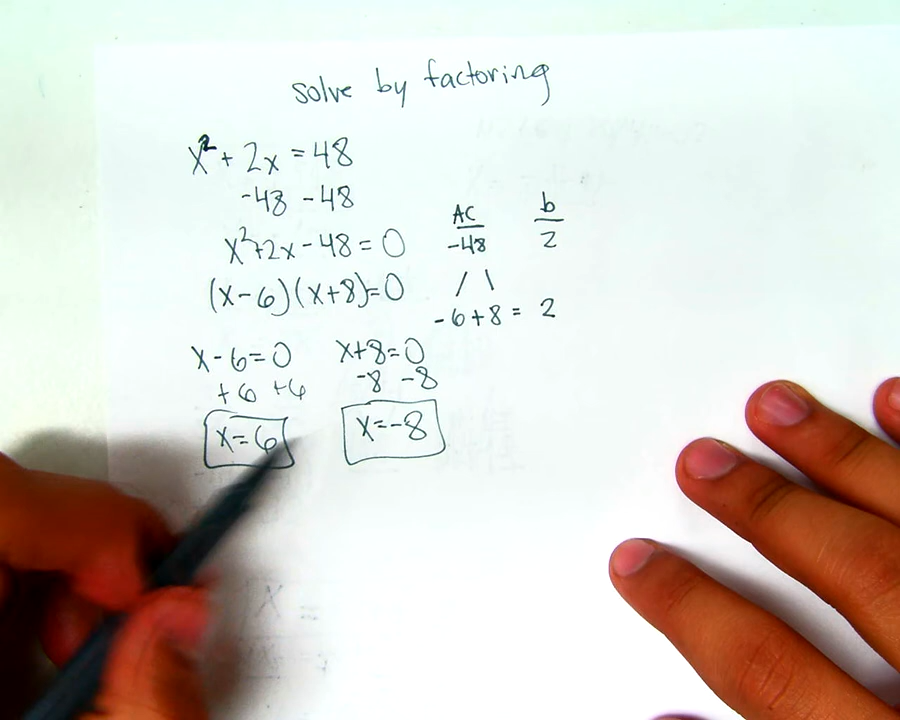 solve by factoring
x² + 2x = 48
-48 -48
x²+2x - 48 = 0
(x - 6)(x+8)=0
x - 6 = 0 x+8=0
+6 +6 -8 -8
x=6 x=-8
AC b
-48 2
/ \
-6+8 = 2